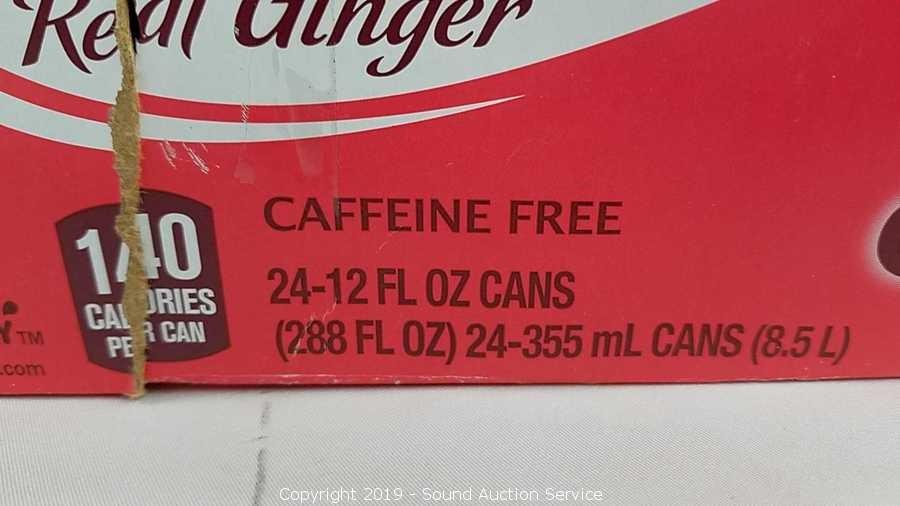 Real Ginger
140
CALORIES
PER CAN
CAFFEINE FREE
24-12 FL OZ CANS
(288 FL OZ) 24-355 mL CANS (8.5 L)
TM
.com
Copyright 2019 - Sound Auction Service